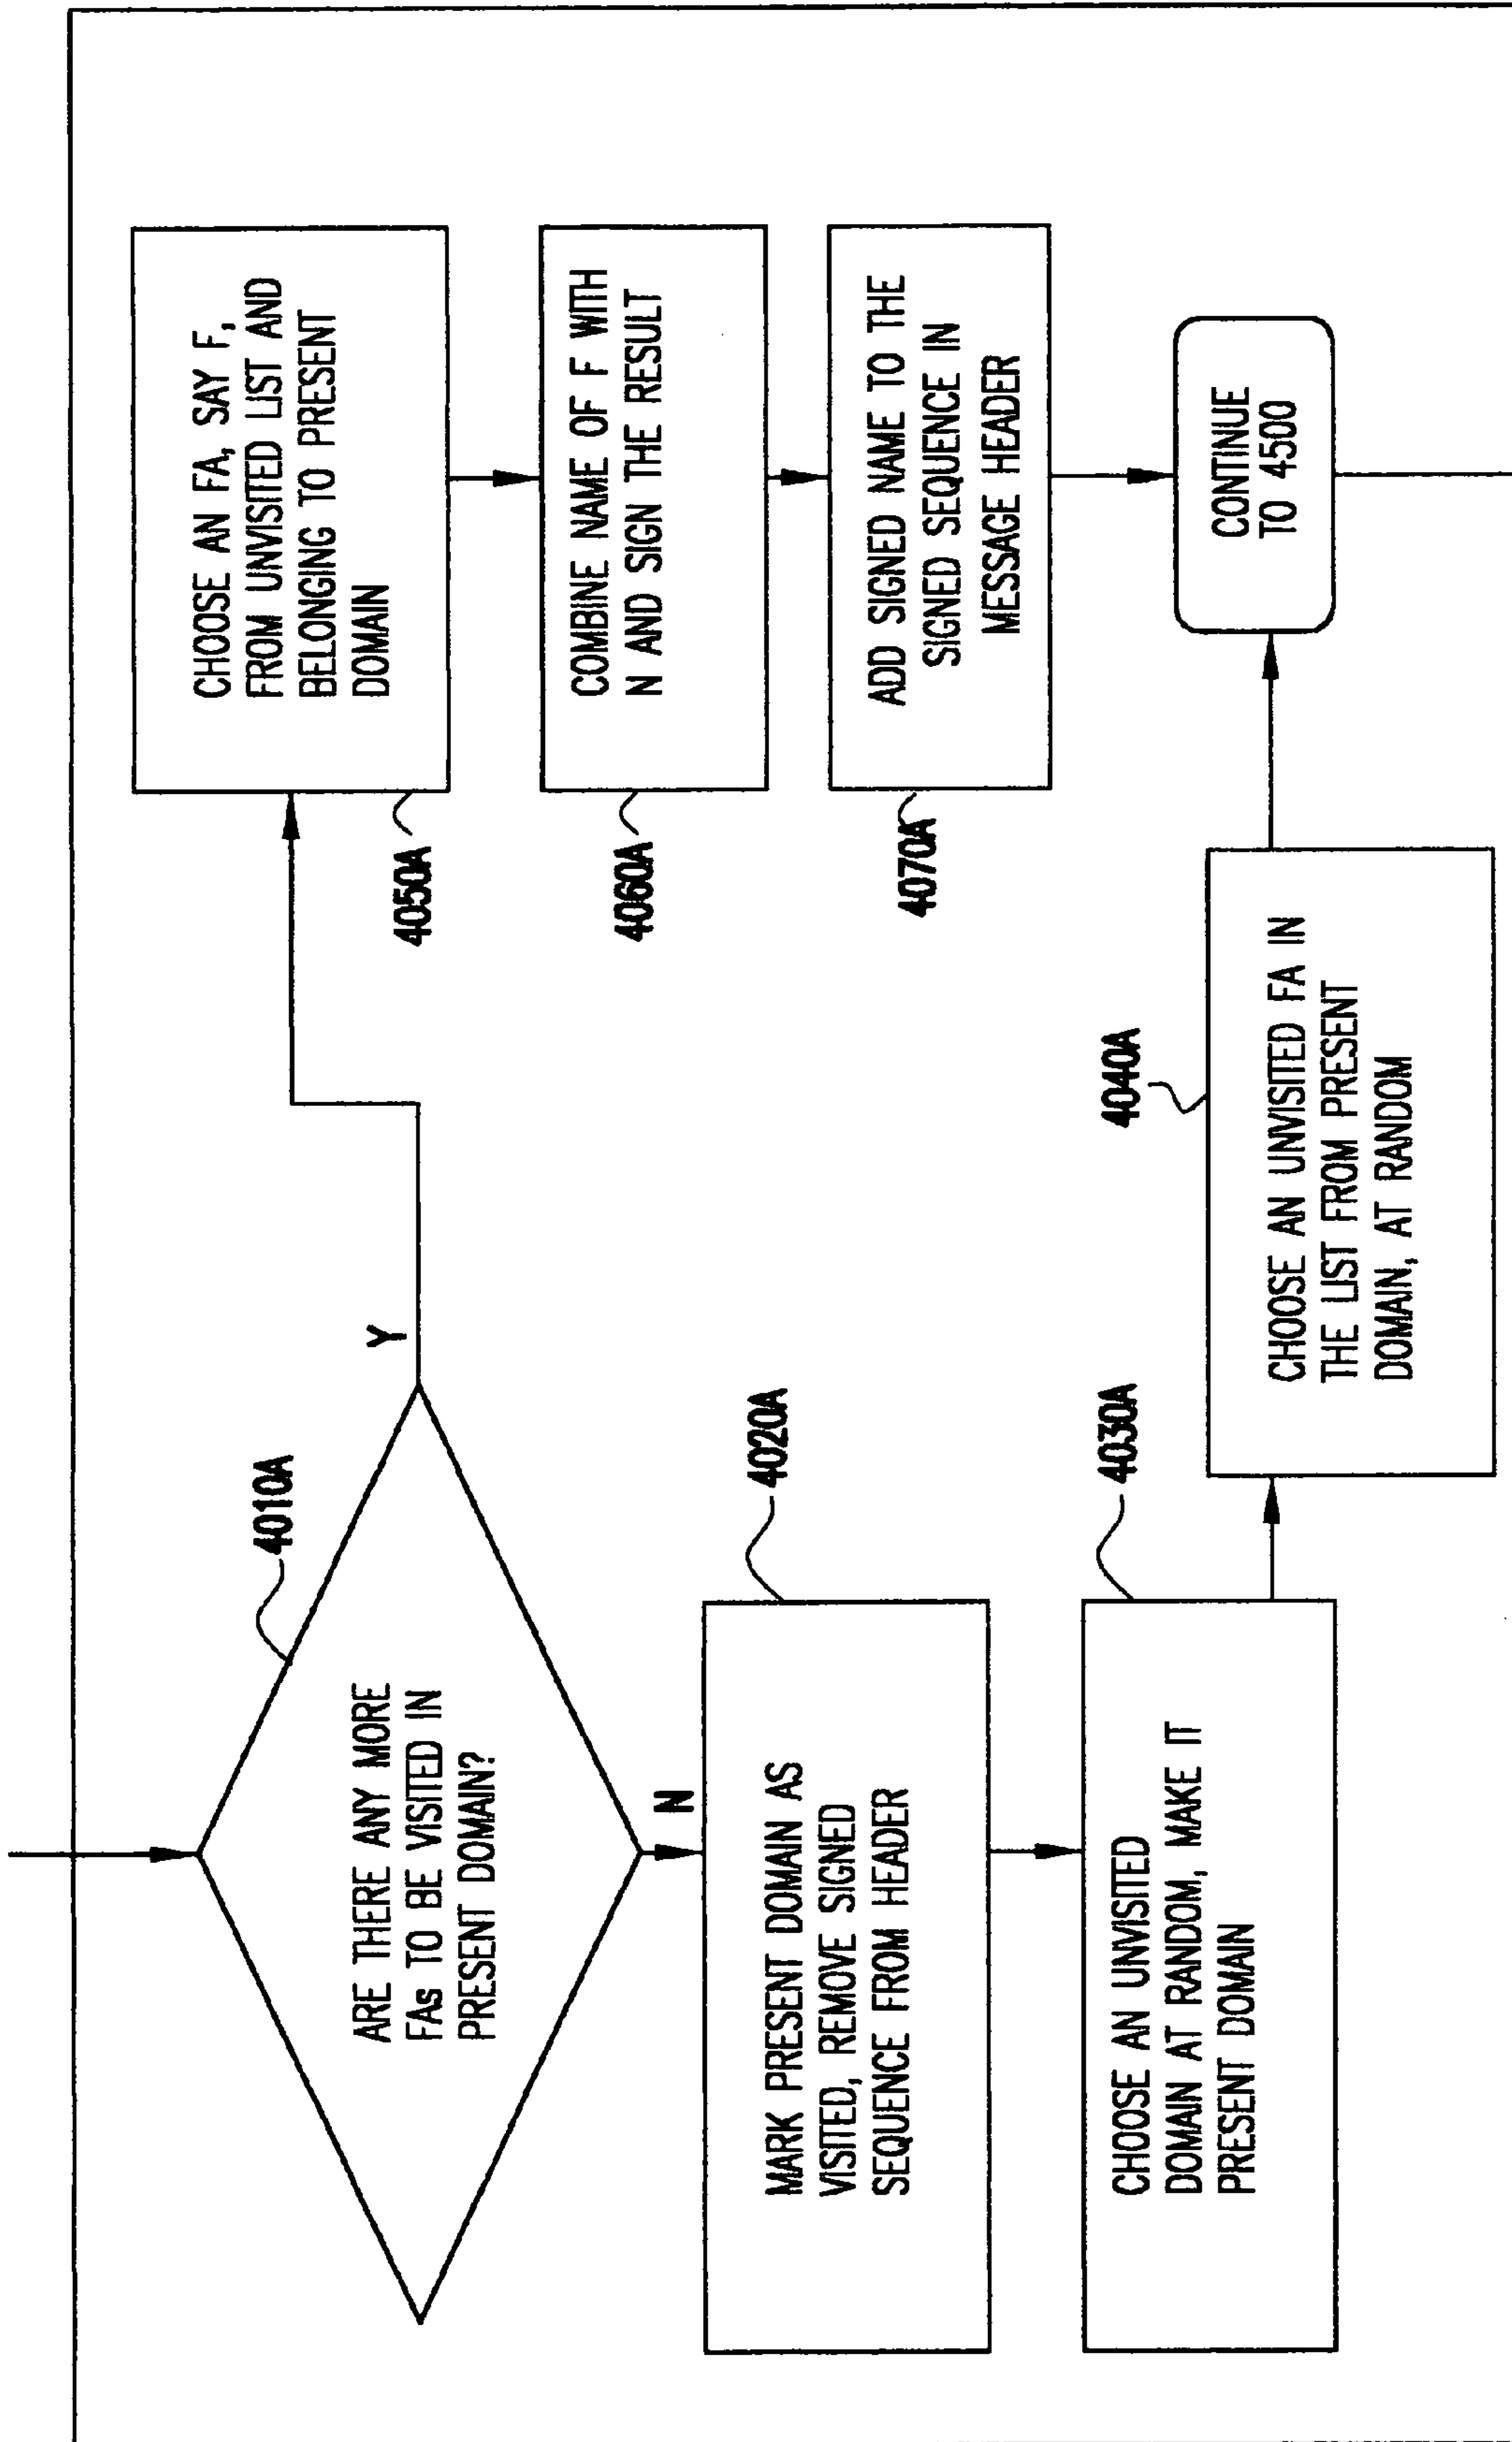 4010A
ARE THERE ANY MORE
FAs TO BE VISITED IN
PRESENT DOMAIN?
Y
N
4020A
MARK PRESENT DOMAIN AS
VISITED, REMOVE SIGNED
SEQUENCE FROM HEADER
4030A
CHOOSE AN UNVISITED
DOMAIN AT RANDOM, MAKE IT
PRESENT DOMAIN
4040A
CHOOSE AN UNVISITED FA IN
THE LIST FROM PRESENT
DOMAIN, AT RANDOM
CHOOSE AN FA, SAY F,
FROM UNVISITED LIST AND
BELONGING TO PRESENT
DOMAIN
4050A
COMBINE NAME OF F WITH
N AND SIGN THE RESULT
4060A
ADD SIGNED NAME TO THE
SIGNED SEQUENCE IN
MESSAGE HEADER
4070A
CONTINUE
TO 4500